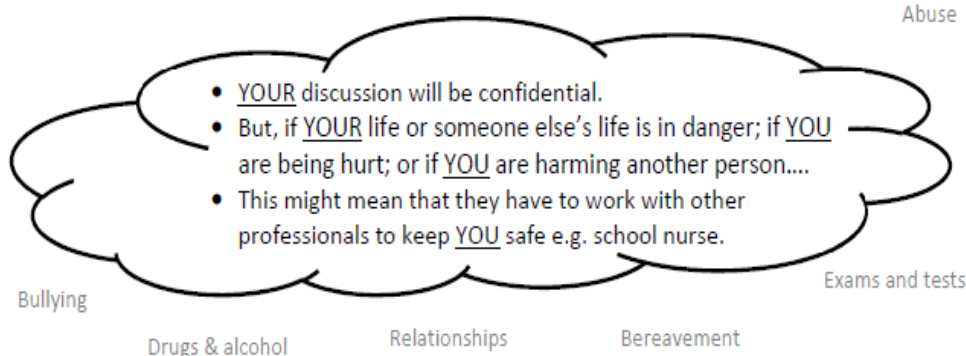 Abuse
• YOUR discussion will be confidential.
• But, if YOUR life or someone else’s life is in danger; if YOU
are being hurt; or if YOU are harming another person....
• This might mean that they have to work with other
professionals to keep YOU safe e.g. school nurse.
Exams and tests
Bullying
Relationships
Bereavement
Drugs & alcohol